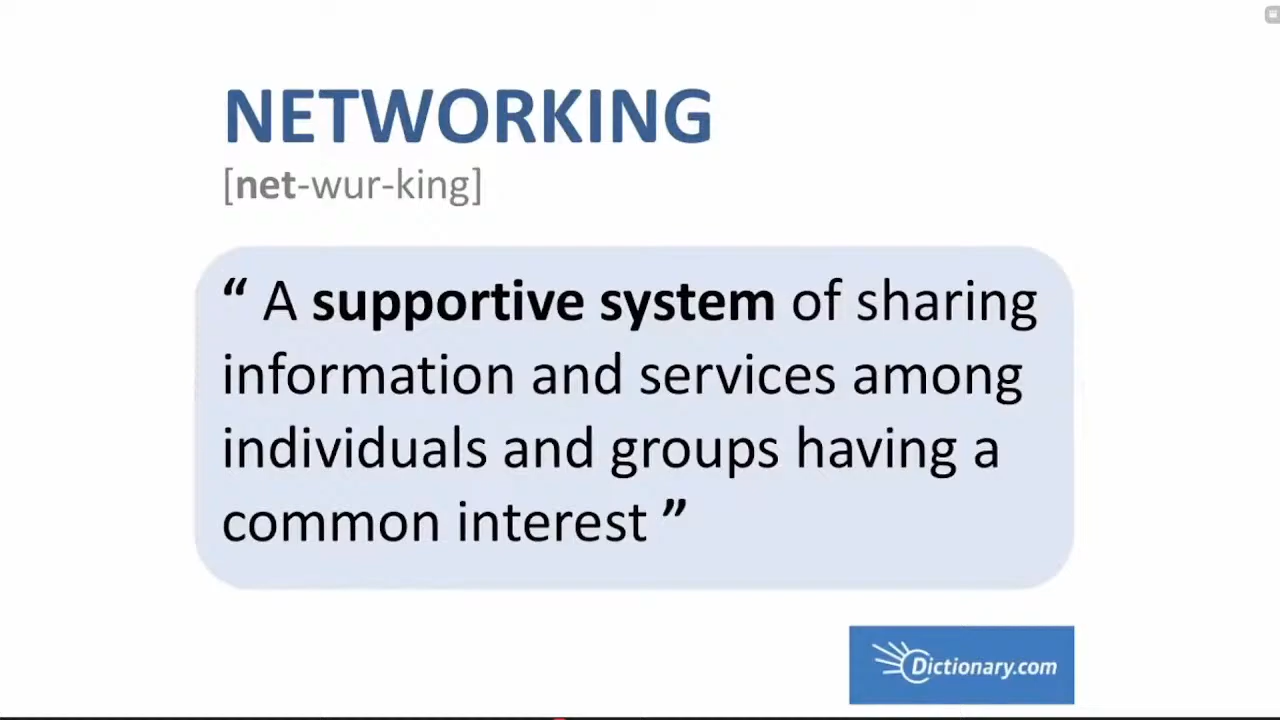 NETWORKING
[net-wur-king]
“ A supportive system of sharing
information and services among
individuals and groups having a
common interest ”
Dictionary.com